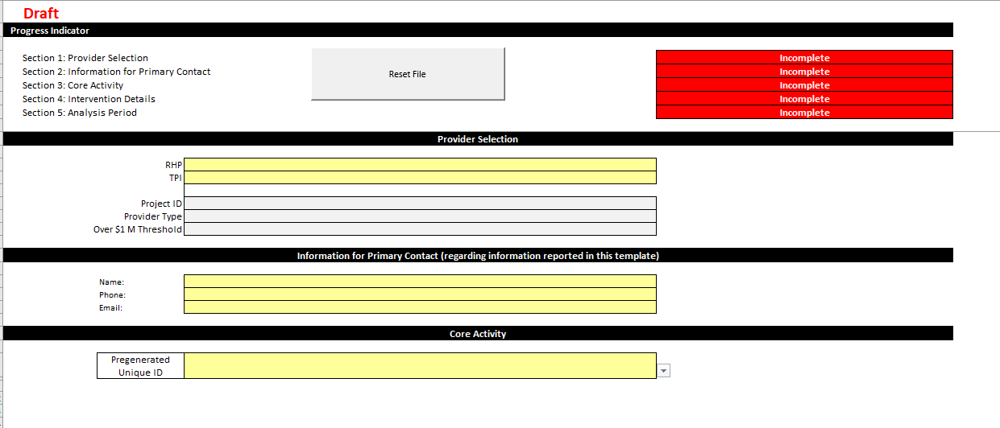 Draft
Progress Indicator
Section 1: Provider Selection
Incomplete
Section 2: Information for Primary Contact
Reset File
Incomplete
Section 3: Core Activity
Incomplete
Section 4: Intervention Details
Incomplete
Section 5: Analysis Period
Incomplete
Provider Selection
RHP
TPI
Project ID
Provider Type
Over $1 M Threshold
Information for Primary Contact (regarding information reported in this template)
Name:
Phone:
Email:
Core Activity
Pregenerated
Unique ID